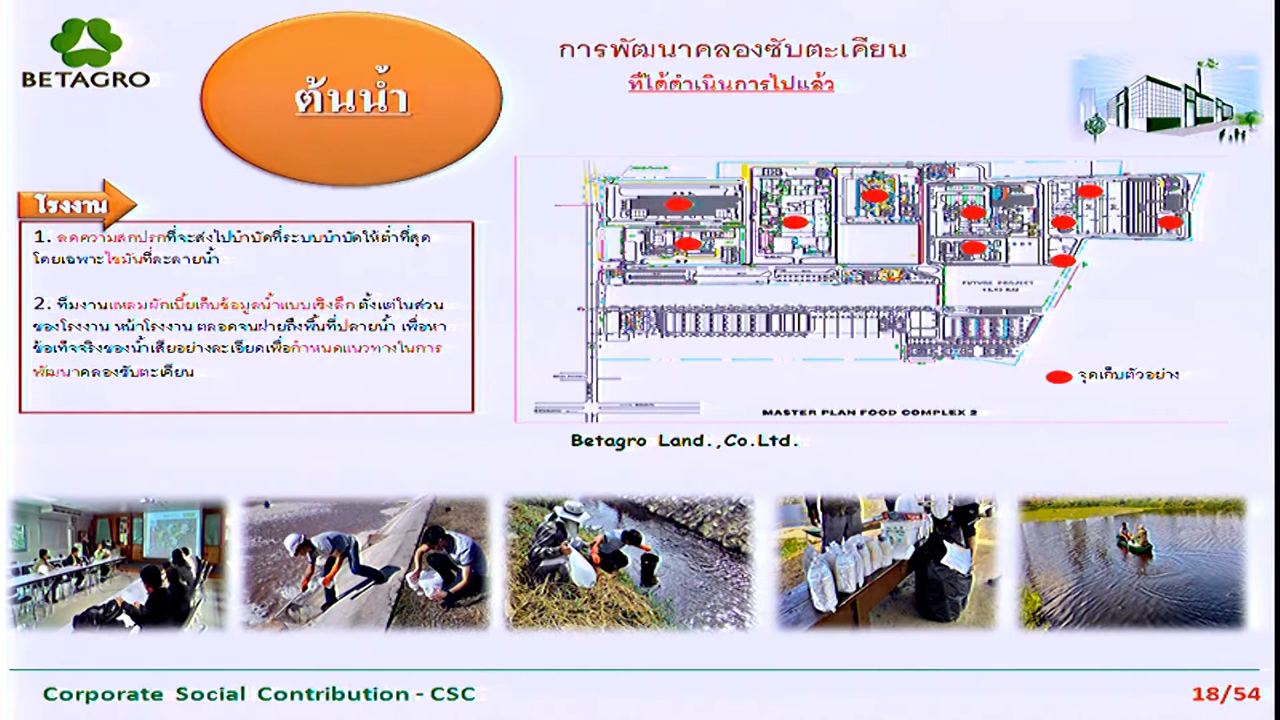 BETAGRO
ต้นน้ำ
การพัฒนาคลองซับตะเคียน
ที่ได้ดำเนินการไปแล้ว
โรงงาน
1. ลดความสกปรกที่จะส่งไปบำบัดที่ระบบบำบัดให้ต่ำที่สุด
โดยเฉพาะไขมันที่ละลายน้ำ
2. ทีมงานแหลมผักเบี้ยเก็บข้อมูลน้ำแบบเชิงลึก ตั้งแต่ในส่วน
ของโรงงาน หน้าโรงงาน ตลอดจนฝายถึงพื้นที่ปลายน้ำ เพื่อหา
ข้อเท็จจริงของน้ำเสียอย่างละเอียดเพื่อกำหนดแนวทางในการ
พัฒนาคลองซับตะเคียน
FUTURE PROJECT
จุดเก็บตัวอย่าง
MASTER PLAN FOOD COMPLEX 2
Betagro Land.,Co.Ltd.
Corporate Social Contribution - CSC
18/54